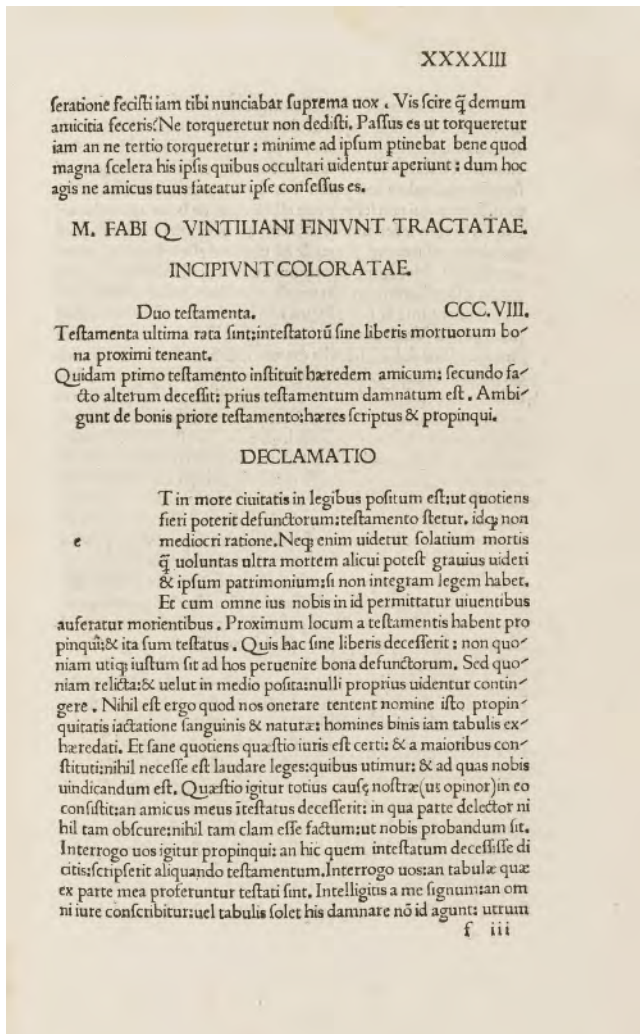 XXXXIII
ſeratione feciſti iam tibi nunciabat ſuprema uox . Vis ſcire q̃ demum
amicitia feceris?Ne torqueretur non dediſti. Paſſus es ut torqueretur
iam an ne tertio torqueretur : minime ad ipſum ꝑtinebat bene quod
magna ſcelera his ipſis quibus occultari uidentur aperiunt : dum hoc
agis ne amicus tuus fateatur ipſe confeſſus es.
M. FABI QVINTILIANI FINIVNT TRACTATAE.
INCIPIVNT COLORATAE.
Duo teſtamenta. CCC.VIII.
Teſtamenta ultima rata ſint:inteſtatorũ ſine liberis mortuorum bo-
na proximi teneant.
Quidam primo teſtamento inſtituit hæredem amicum: ſecundo fa-
cto alterum deceſſit: prius teſtamentum damnatum eſt . Ambi-
gunt de bonis priore teſtamento:hæres ſcriptus & propinqui.
DECLAMATIO
T in more ciuitatis in legibus poſitum eſt:ut quotiens
fieri poterit defunctorum:teſtamento ſtetur. idq; non
e mediocri ratione.Neq; enim uidetur ſolatium mortis
q̃ uoluntas ultra mortem alicui poteſt grauius uideri
& ipſum patrimonium:ſi non integram legem habet.
Et cum omne ius nobis in id permittatur uiuentibus
auferatur morientibus . Proximum locum a teſtamentis habent pro
pinqui:& ita ſum teſtatus . Quis hac ſine liberis deceſſerit : non quo-
niam utiq; iuſtum ſit ad hos peruenire bona defunctorum. Sed quo-
niam relicta:& uelut in medio poſita:nulli proprius uidentur contin-
gere . Nihil eſt ergo quod nos onerare tentent nomine iſto propin-
quitatis iactatione ſanguinis & naturæ: homines binis iam tabulis ex-
hæredati. Et ſane quotiens quæſtio iuris eſt certi: & a maioribus con-
ſtituti:nihil neceſſe eſt laudare leges:quibus utimur: & ad quas nobis
uindicandum eſt. Quæſtio igitur totius cauſę noſtræ(us opinor)in eo
conſiſtit:an amicus meus ĩteſtatus deceſſerit: in qua parte delector ni
hil tam obſcure:nihil tam clam eſſe factum:ut nobis probandum ſit.
Interrogo uos igitur propinqui: an hic quem inteſtatum deceſſiſſe di
citis:ſcripſerit aliquando teſtamentum.Interrogo uos:an tabulæ quæ
ex parte mea proferuntur teſtati ſint. Intelligitis a me ſignum:an om
ni iure conſcribitur:uel tabulis ſolet his damnare nõ id agunt: utrum
f iii